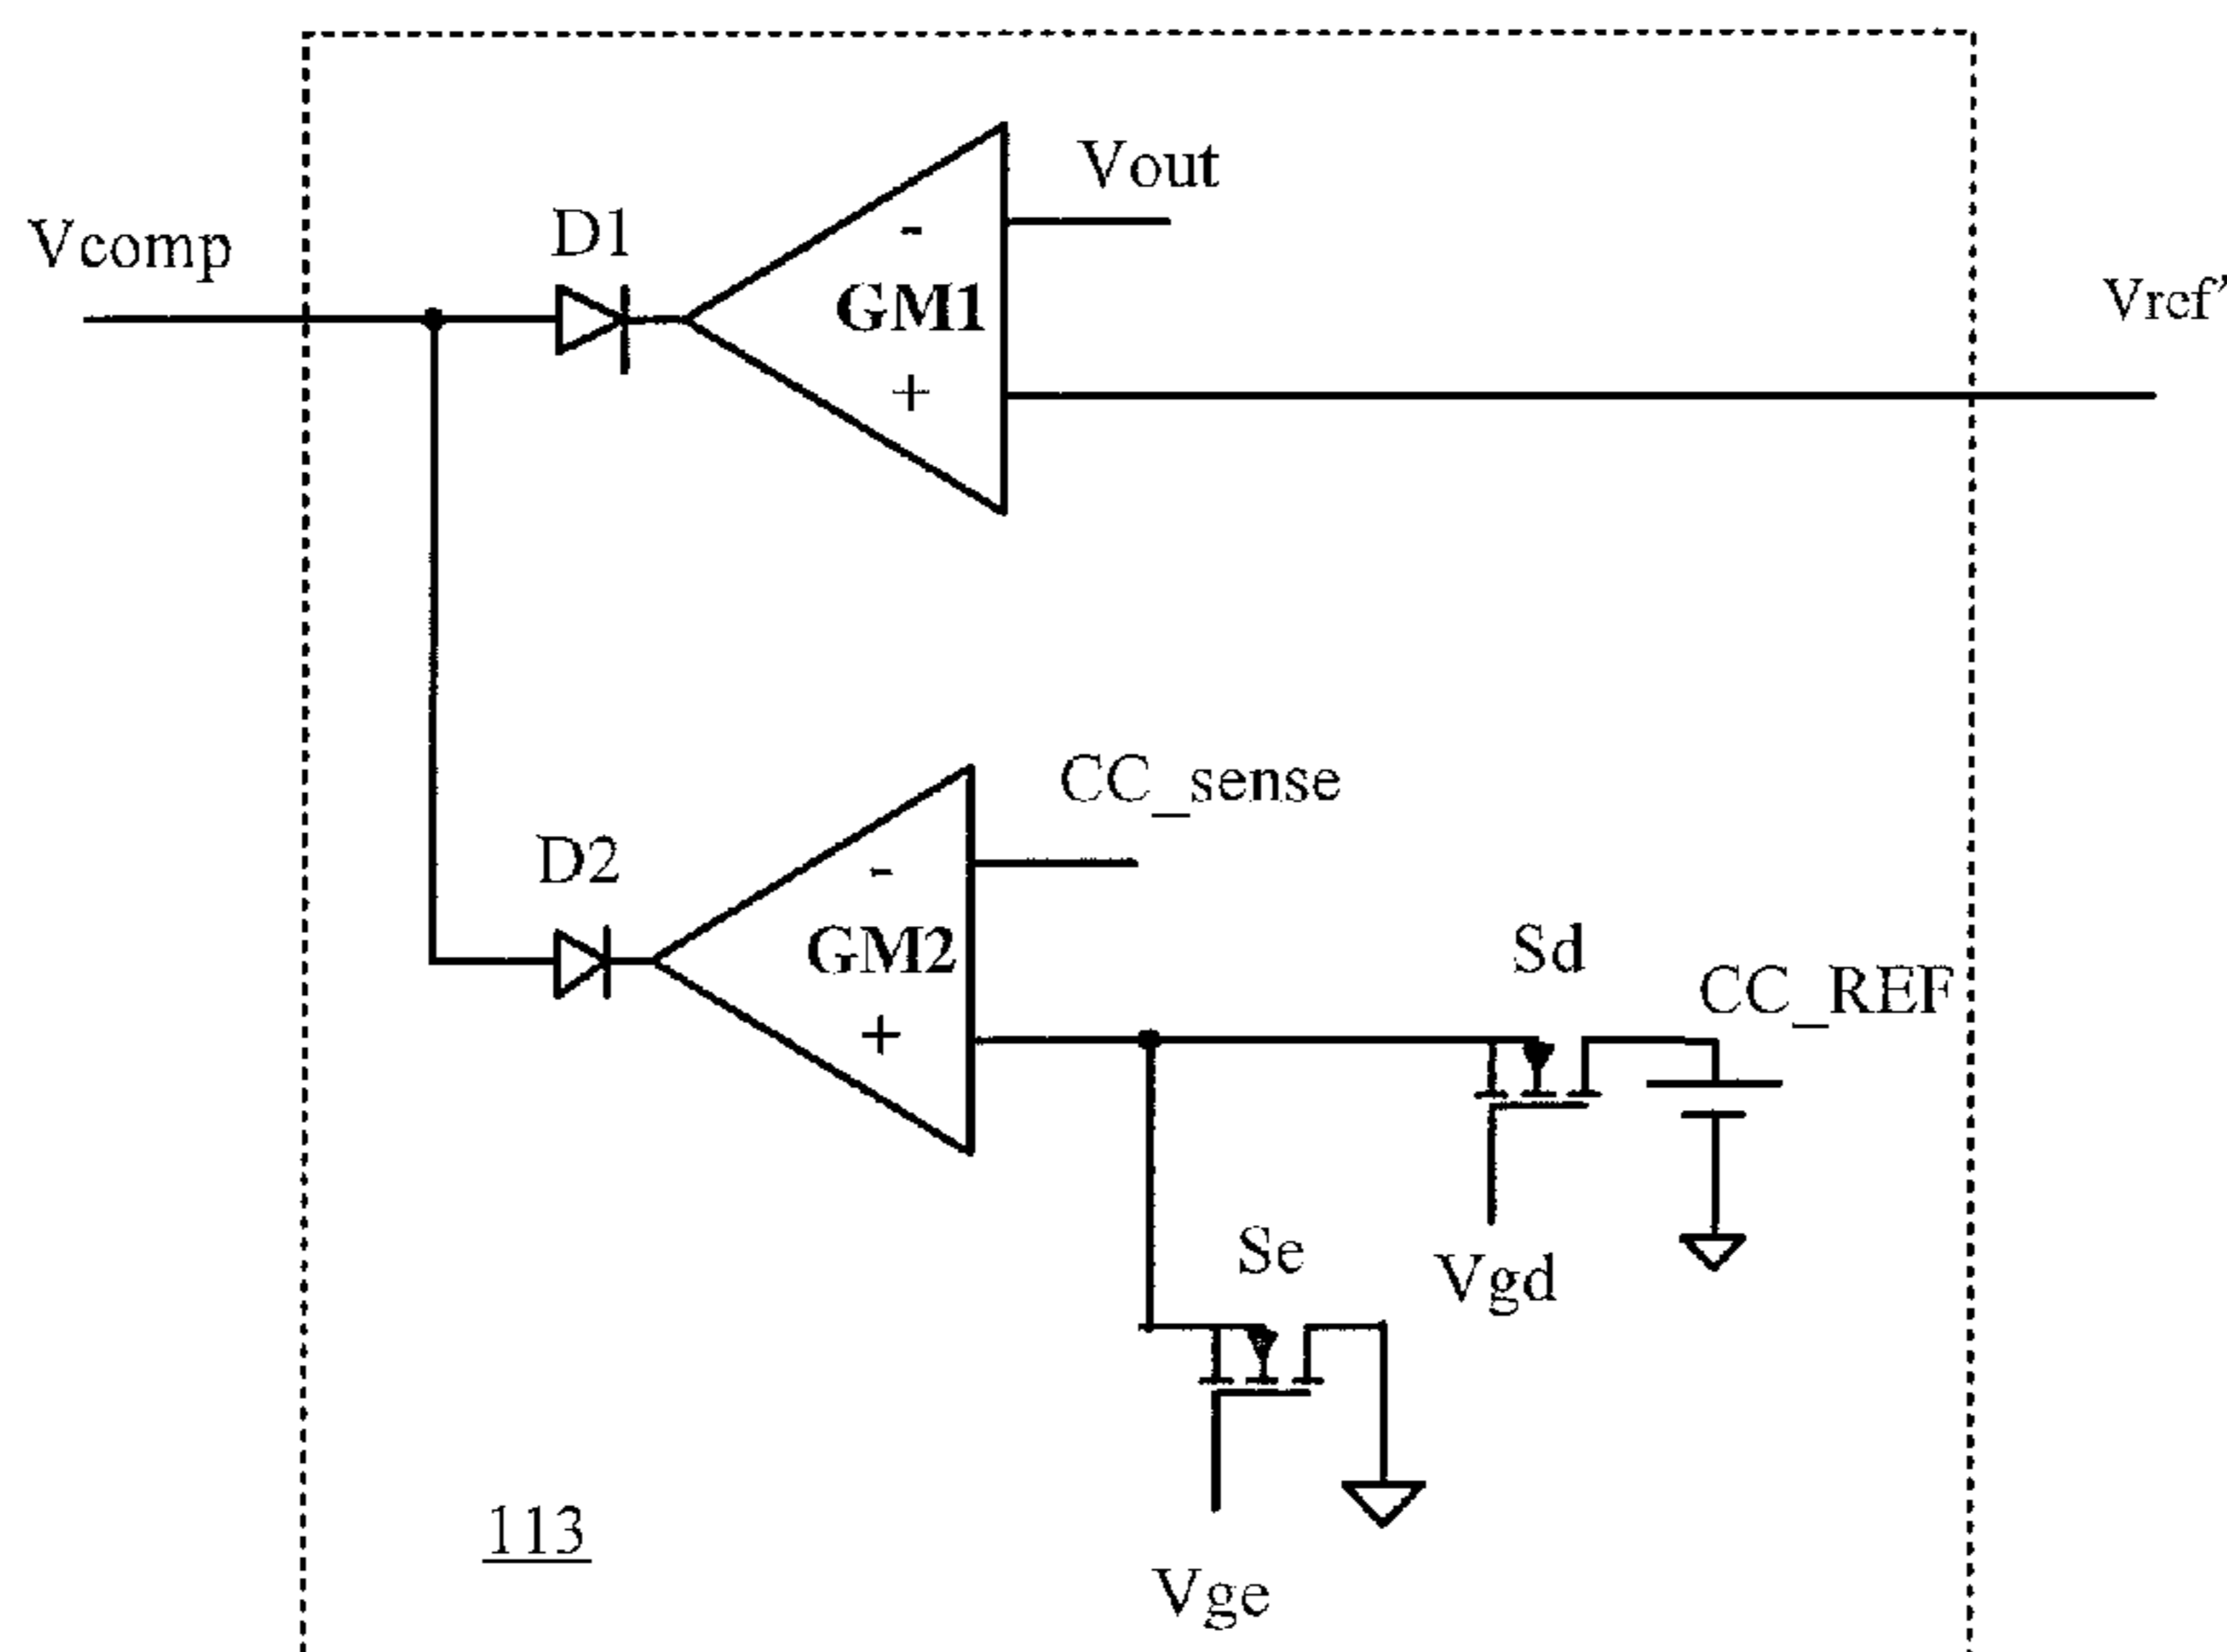 Vout
D1
Vcomp
-
GM1
Vref'
+
CC_sense
D2
-
GM2
Sd
CC_REF
+
Se
Vgd
113
Vge